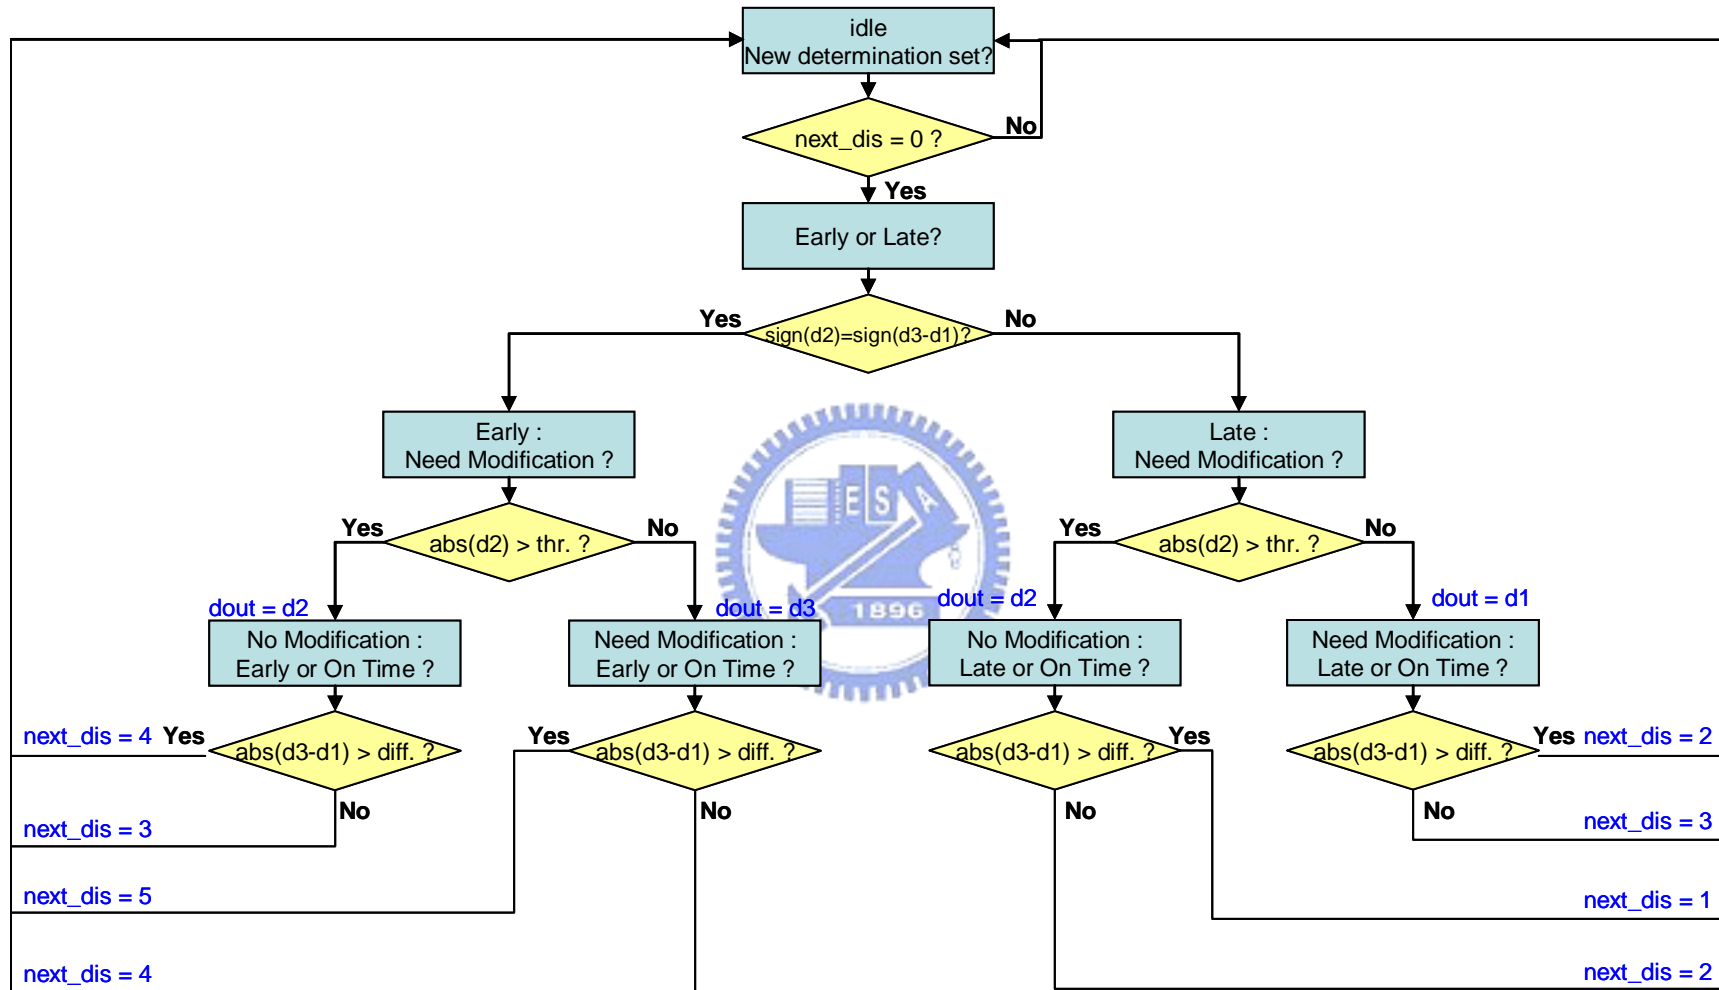 idle
New determination set?
next_dis = 0 ?
No
Yes
Early or Late?
Yes
sign(d2)=sign(d3-d1)?
No
Early :
Need Modification ?
Late :
Need Modification ?
Yes
abs(d2) > thr. ?
No
Yes
abs(d2) > thr. ?
No
E S A
1896
dout = d2
dout = d3
dout = d2
dout = d1
No Modification :
Early or On Time ?
Need Modification :
Early or On Time ?
No Modification :
Late or On Time ?
Need Modification :
Late or On Time ?
next_dis = 4
Yes
abs(d3-d1) > diff. ?
Yes
abs(d3-d1) > diff. ?
abs(d3-d1) > diff. ?
Yes
abs(d3-d1) > diff. ?
Yes
next_dis = 2
No
No
No
No
next_dis = 3
next_dis = 3
next_dis = 5
next_dis = 1
next_dis = 4
next_dis = 2